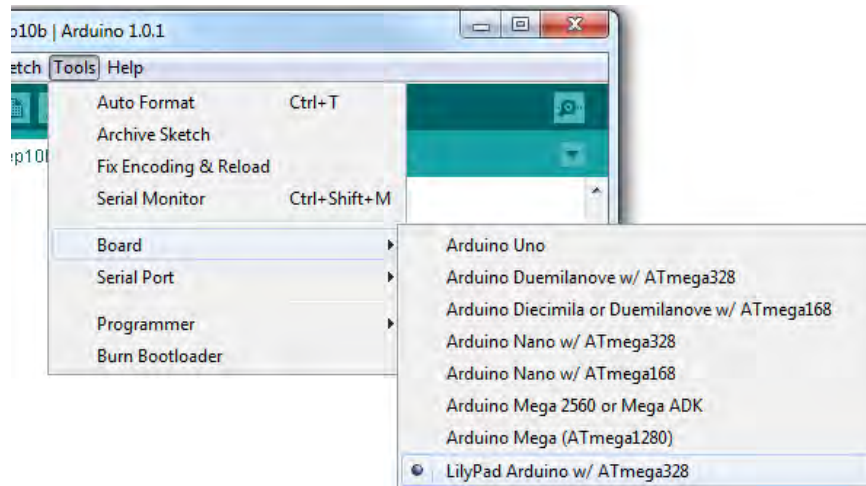 p10b | Arduino 1.0.1
etch Tools Help
ep10b
Auto Format Ctrl+T
Archive Sketch
Fix Encoding & Reload
Serial Monitor Ctrl+Shift+M
Board
Serial Port
Programmer
Burn Bootloader
Arduino Uno
Arduino Duemilanove w/ ATmega328
Arduino Diecimila or Duemilanove w/ ATmega168
Arduino Nano w/ ATmega328
Arduino Nano w/ ATmega168
Arduino Mega 2560 or Mega ADK
Arduino Mega (ATmega1280)
LilyPad Arduino w/ ATmega328